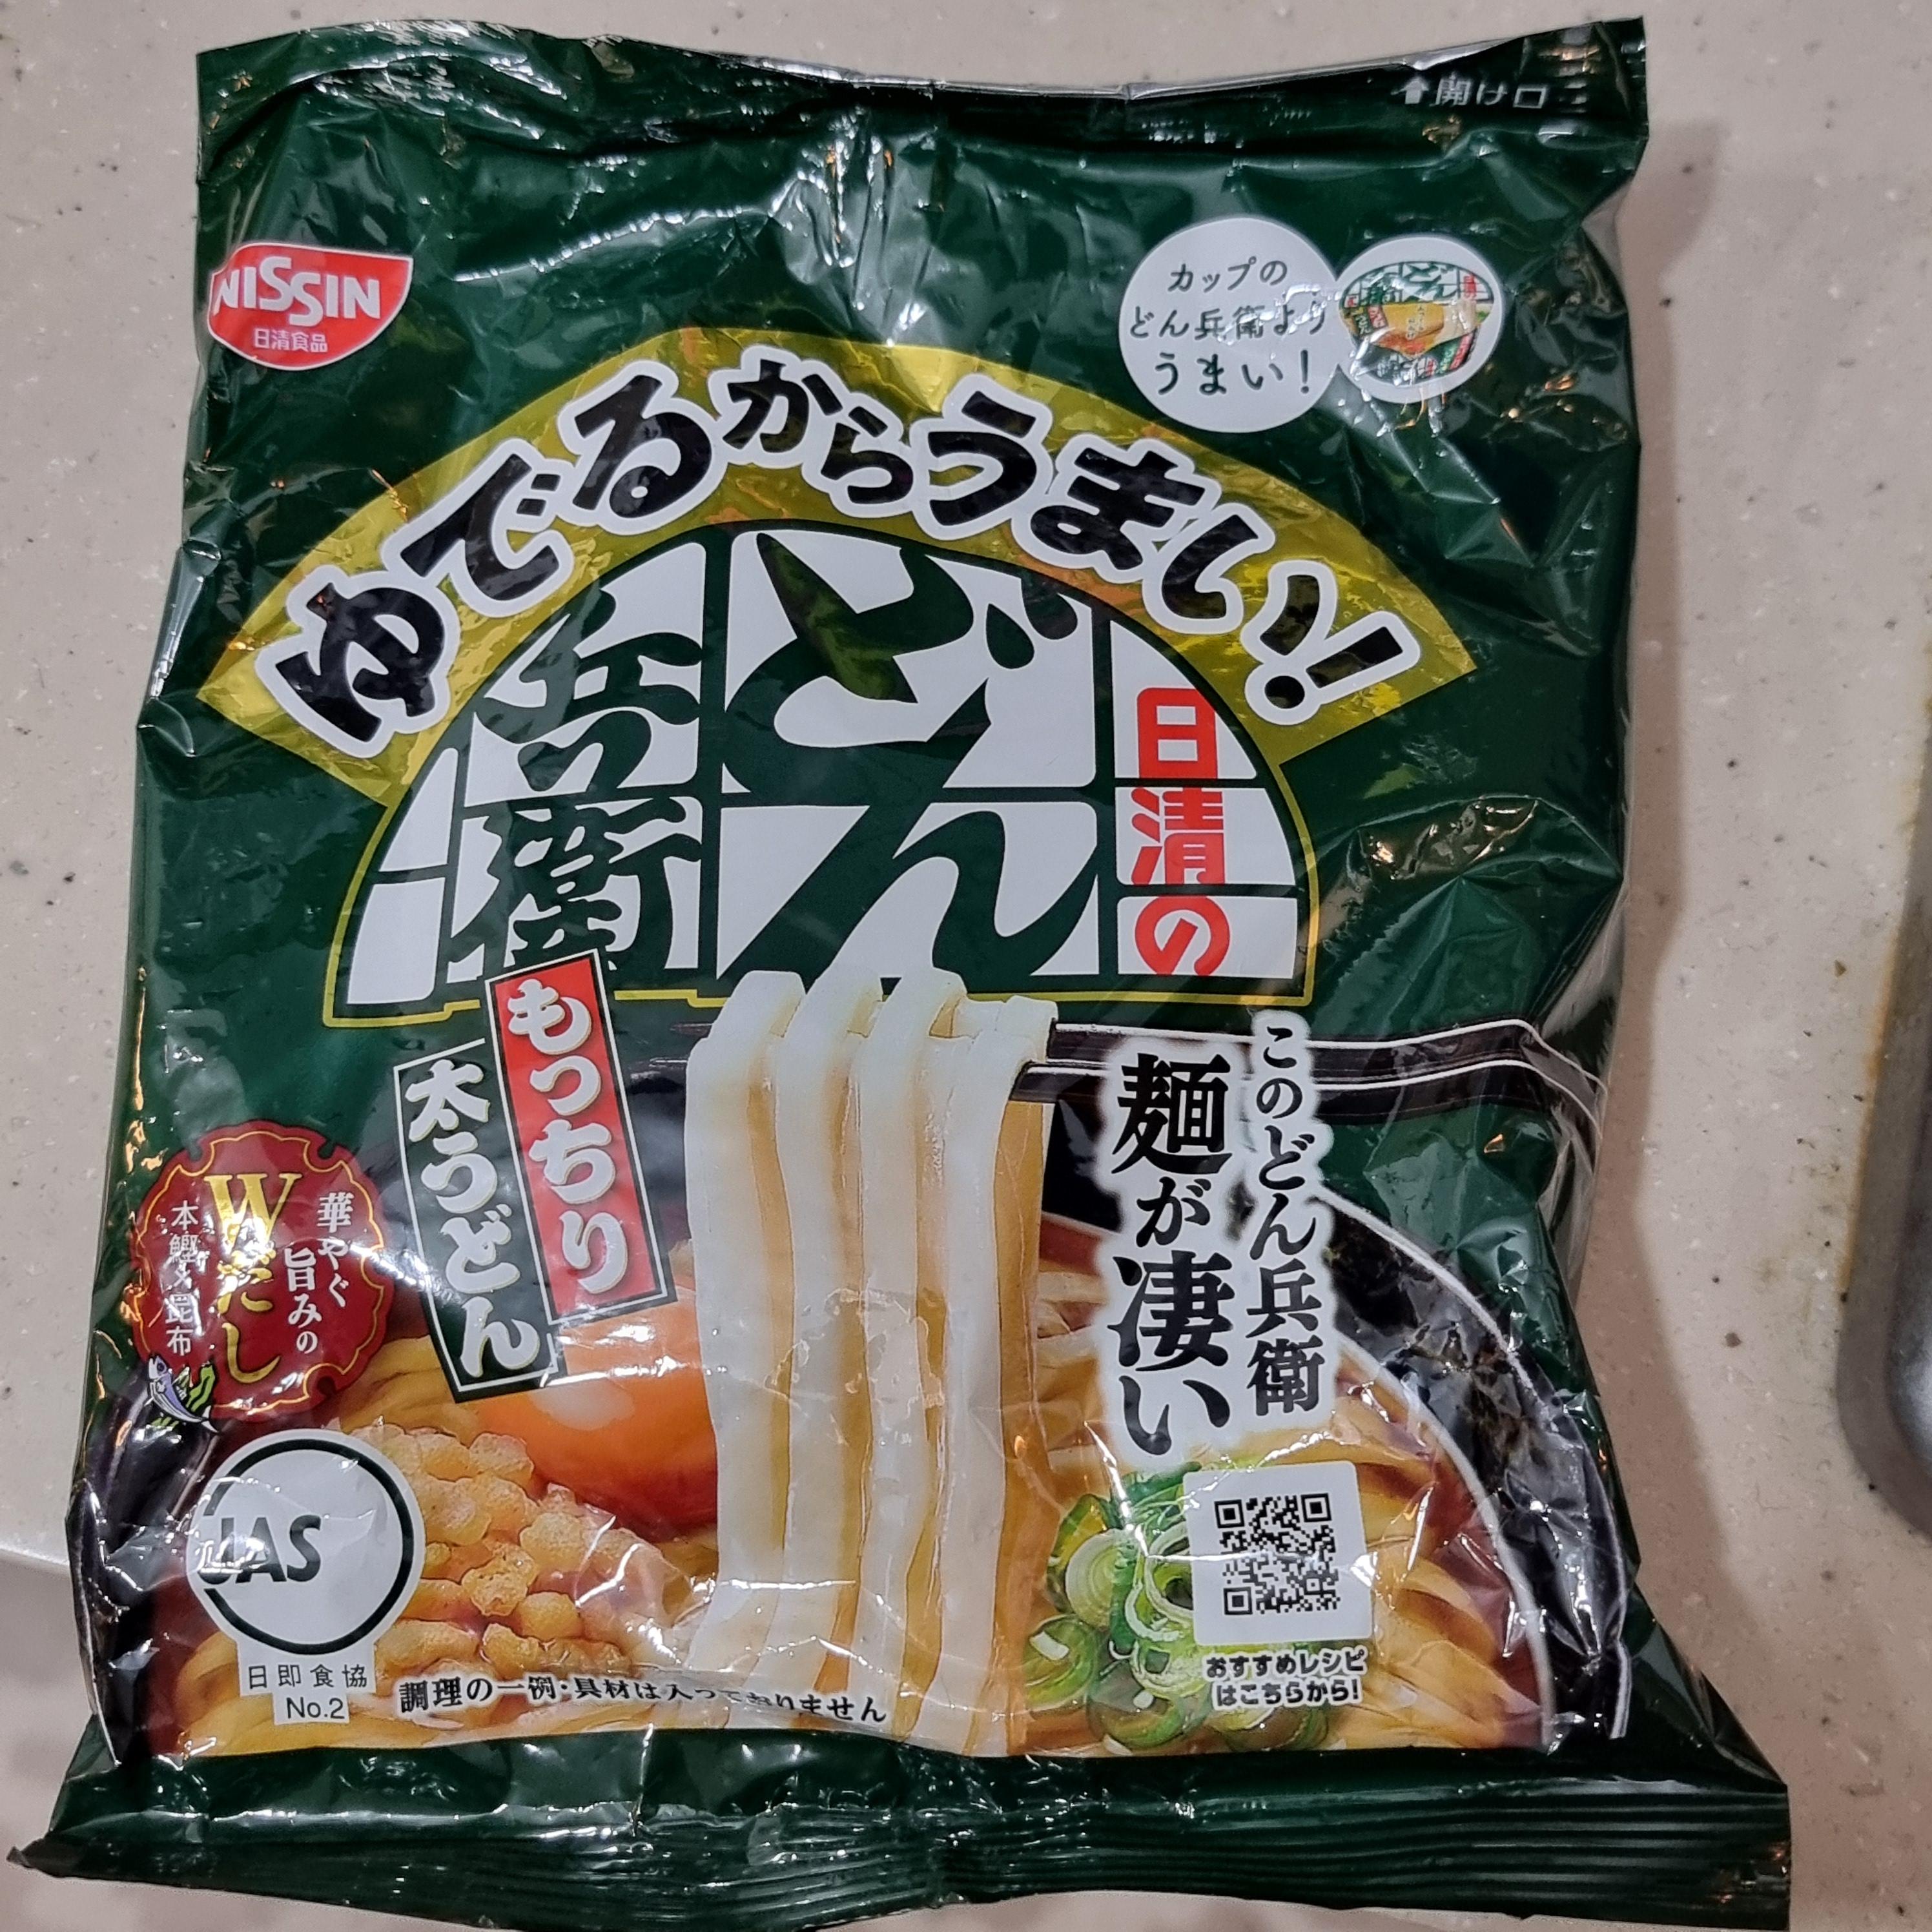 開け口
NISSIN
日清食品
カップの
どん兵衛より
うまい!
ゆでるからうまい!!
日清の
どん
兵衛
もっちり
太うどん
このどん兵衛
麺が凄い
華やぐ
旨みの
Wだし
本鰹×昆布
JAS
日即食協
No.2
調理の一例・具材は入っておりません
おすすめレシピ
はこちらから!